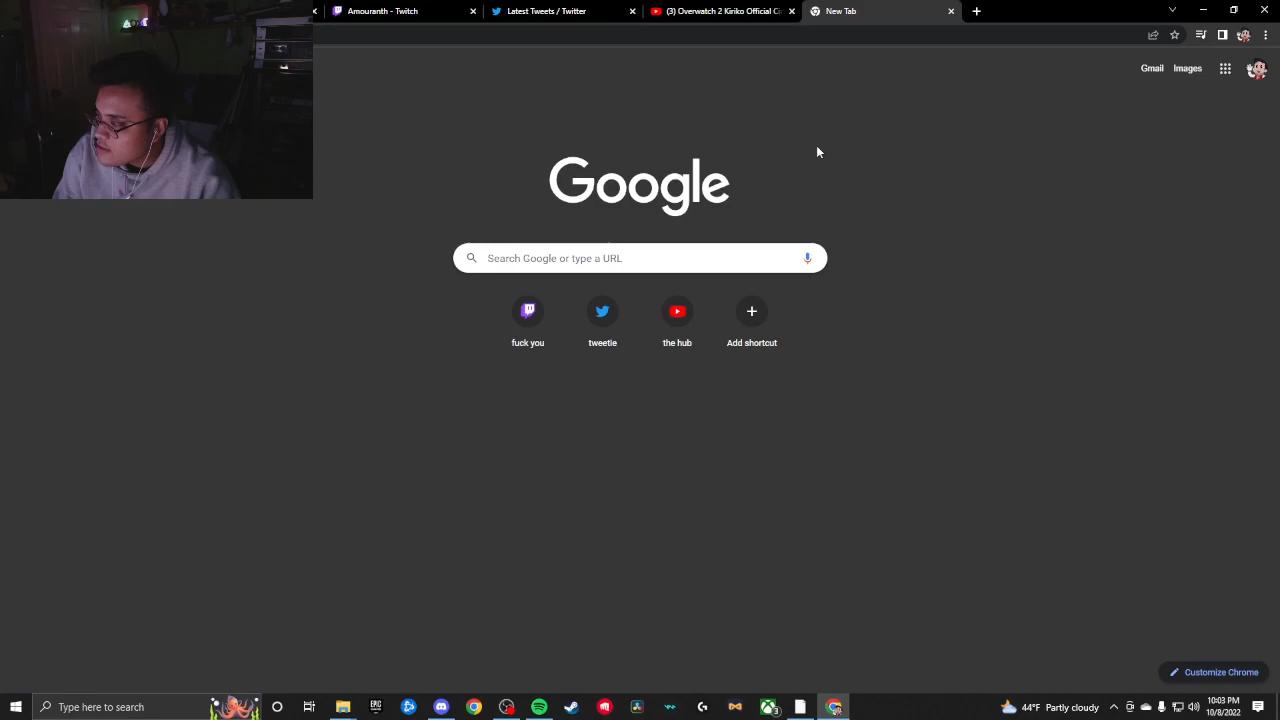 Amouranth - Twitch
Latest Tweets / Twitter
(3) Overwatch 2 Kiriko Official G
New Tab
Gmail Images
Google
Search Google or type a URL
fuck you
tweetie
the hub
Add shortcut
Customize Chrome
Type here to search
EPIC
3
44°F Partly cloudy
10:03 PM
10/8/2022